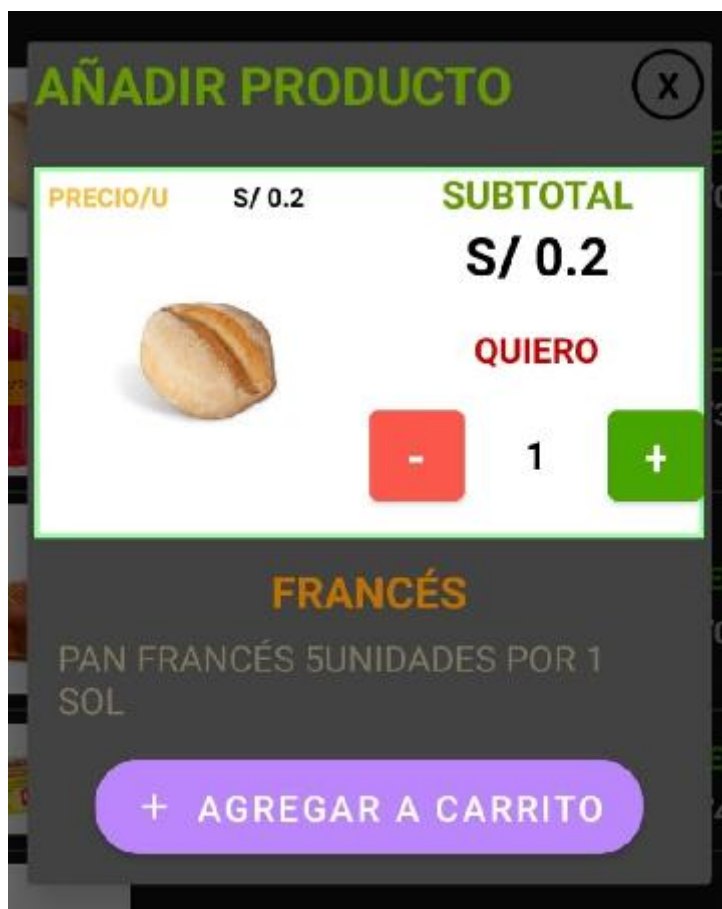 AÑADIR PRODUCTO
X
PRECIO/U S/ 0.2
SUBTOTAL
S/ 0.2
QUIERO
- 1 +
FRANCÉS
PAN FRANCÉS 5UNIDADES POR 1
SOL
+ AGREGAR A CARRITO